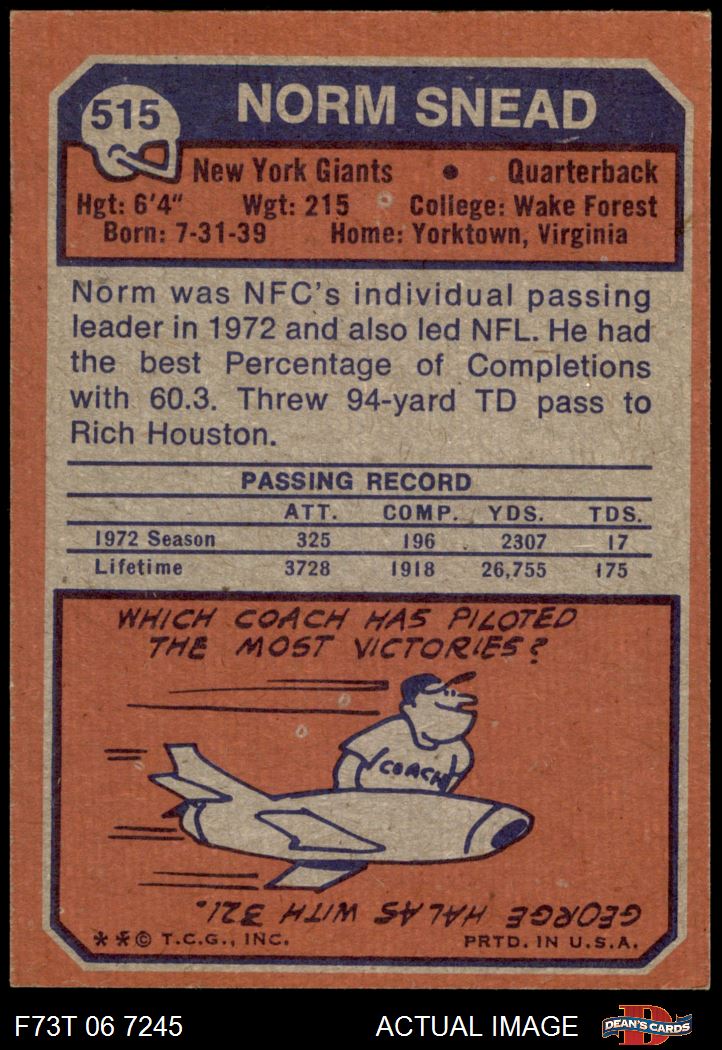 515
NORM SNEAD
New York Giants • Quarterback
Hgt: 6'4" Wgt: 215 College: Wake Forest
Born: 7-31-39 Home: Yorktown, Virginia
Norm was NFC's individual passing
leader in 1972 and also led NFL. He had
the best Percentage of Completions
with 60.3. Threw 94-yard TD pass to
Rich Houston.
PASSING RECORD
ATT. COMP. YDS. TDS.
1972 Season 325 196 2307 17
Lifetime 3728 1918 26,755 175
WHICH COACH HAS PILOTED
THE MOST VICTORIES?
COACH
GEORGE HALAS WITH 321.
**© T.C.G., INC. PRTD. IN U.S.A.
F73T 06 7245 ACTUAL IMAGE D DEAN'S CARDS